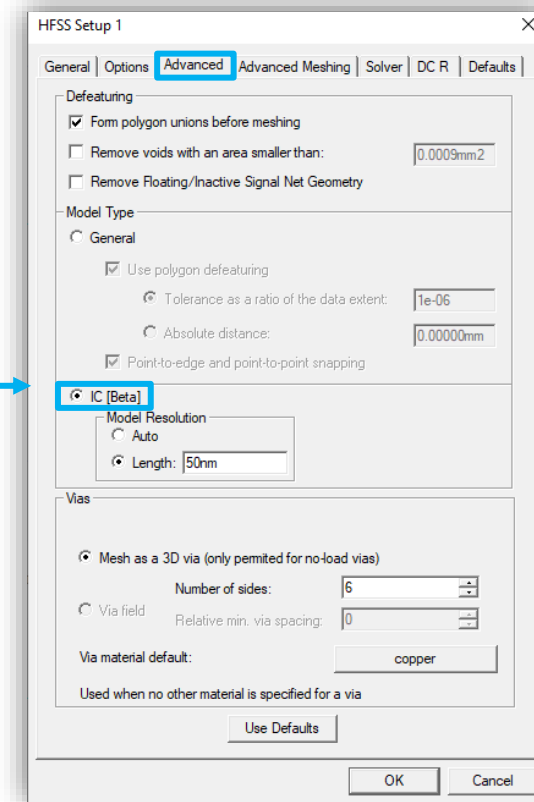 HFSS Setup 1
General Options Advanced Advanced Meshing Solver DC R Defaults
Defeaturing
Form polygon unions before meshing
Remove voids with an area smaller than: 0.0009mm2
Remove Floating/Inactive Signal Net Geometry
Model Type
General
Use polygon defeaturing
Tolerance as a ratio of the data extent: 1e-06
Absolute distance: 0.00000mm
Point-to-edge and point-to-point snapping
IC [Beta]
Model Resolution
Auto
Length: 50nm
Vias
Mesh as a 3D via (only permited for no-load vias)
Number of sides: 6
Via field
Relative min. via spacing: 0
Via material default: copper
Used when no other material is specified for a via
Use Defaults
OK Cancel